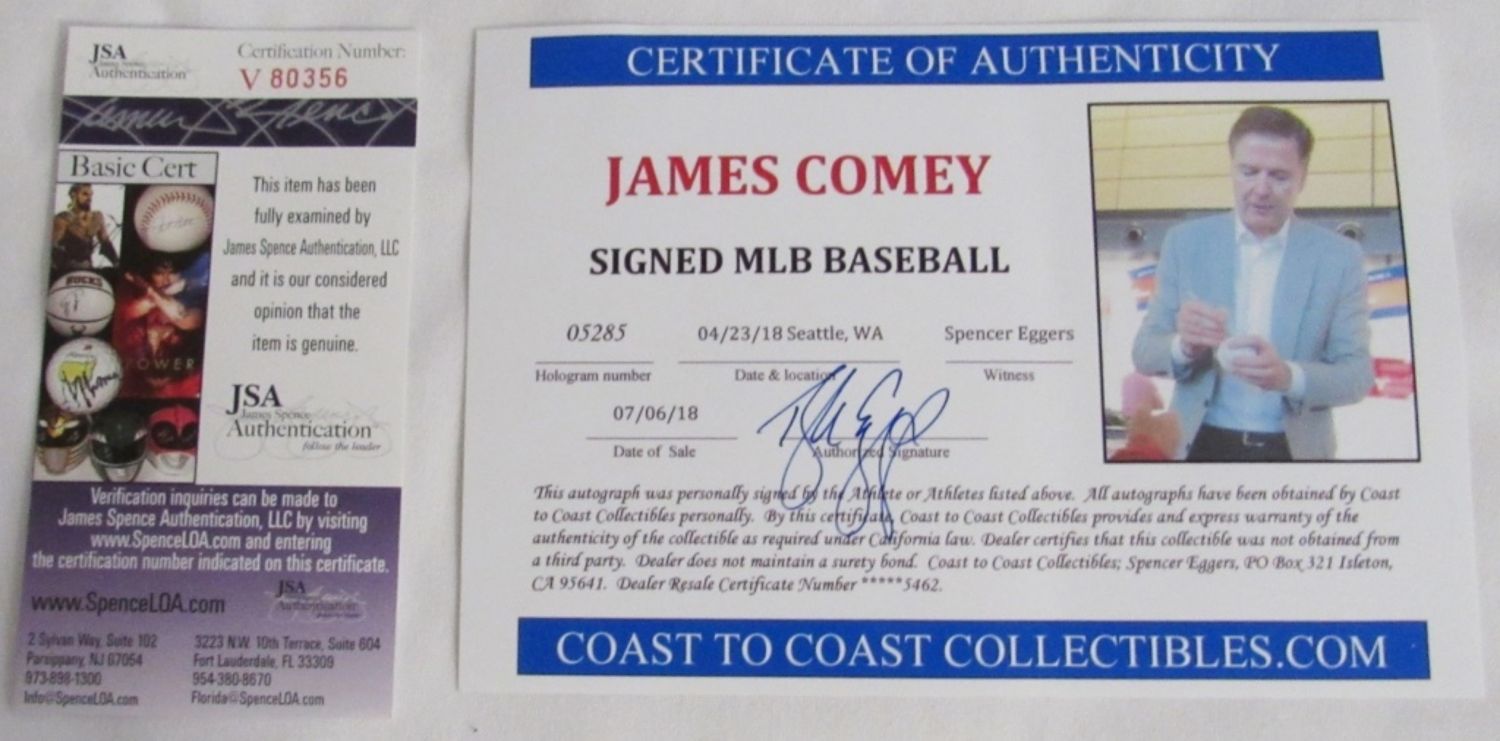 JSA
Authentication
Certification Number:
V 80356
Basic Cert
BUCKS
POWER
This item has been
fully examined by
James Spence Authentication, LLC
and it is our considered
opinion that the
item is genuine.
JSA
James Spence
Authentication
follow the leader
Verification inquiries can be made to
James Spence Authentication, LLC by visiting
www.SpenceLOA.com and entering
the certification number indicated on this certificate.
www.SpenceLOA.com
JSA
Authentication
2 Sylvan Way, Suite 102
Parsippany, NJ 07054
973-898-1300
Info@SpenceLOA.com
3223 N.W. 10th Terrace, Suite 604
Fort Lauderdale, FL 33309
954-380-8670
Florida@SpenceLOA.com
CERTIFICATE OF AUTHENTICITY
JAMES COMEY
SIGNED MLB BASEBALL
05285 04/23/18 Seattle, WA Spencer Eggers
Hologram number Date & location Witness
07/06/18
Date of Sale Authorized Signature
This autograph was personally signed by the Athlete or Athletes listed above. All autographs have been obtained by Coast
to Coast Collectibles personally. By this certificate, Coast to Coast Collectibles provides and express warranty of the
authenticity of the collectible as required under California law. Dealer certifies that this collectible was not obtained from
a third party. Dealer does not maintain a surety bond. Coast to Coast Collectibles; Spencer Eggers, PO Box 321 Isleton,
CA 95641. Dealer Resale Certificate Number *****5462.
COAST TO COAST COLLECTIBLES.COM